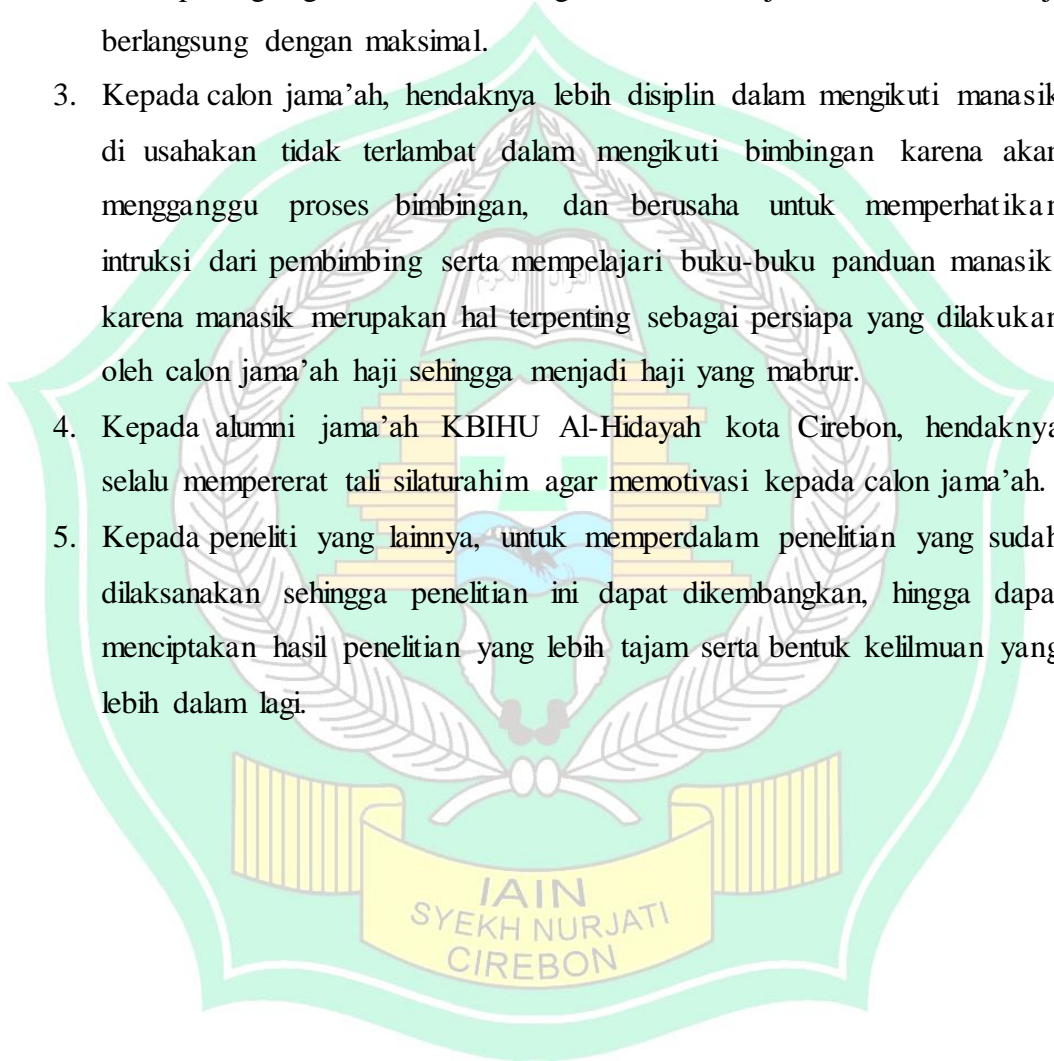 berlangsung dengan maksimal.
3. Kepada calon jama’ah, hendaknya lebih disiplin dalam mengikuti manasik
di usahakan tidak terlambat dalam mengikuti bimbingan karena akan
mengganggu proses bimbingan, dan berusaha untuk memperhatikan
intruksi dari pembimbing serta mempelajari buku-buku panduan manasik
karena manasik merupakan hal terpenting sebagai persiapa yang dilakukan
oleh calon jama’ah haji sehingga menjadi haji yang mabrur.
4. Kepada alumni jama’ah KBIHU Al-Hidayah kota Cirebon, hendaknya
selalu mempererat tali silaturahim agar memotivasi kepada calon jama’ah.
5. Kepada peneliti yang lainnya, untuk memperdalam penelitian yang sudah
dilaksanakan sehingga penelitian ini dapat dikembangkan, hingga dapa
menciptakan hasil penelitian yang lebih tajam serta bentuk kelilmuan yang
lebih dalam lagi.
IAIN
SYEKH NURJATI
CIREBON